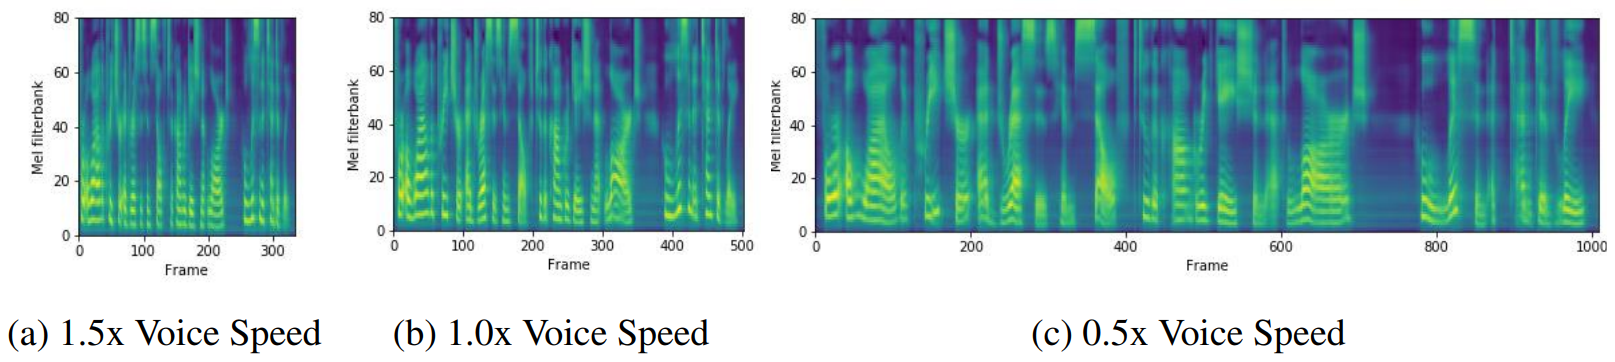 80
60
40
20
0
Mel filterbank
0 100 200 300
Frame
(a) 1.5x Voice Speed
80
60
40
20
0
Mel filterbank
0 100 200 300 400 500
Frame
(b) 1.0x Voice Speed
80
60
40
20
0
Mel filterbank
0 200 400 600 800 1000
Frame
(c) 0.5x Voice Speed